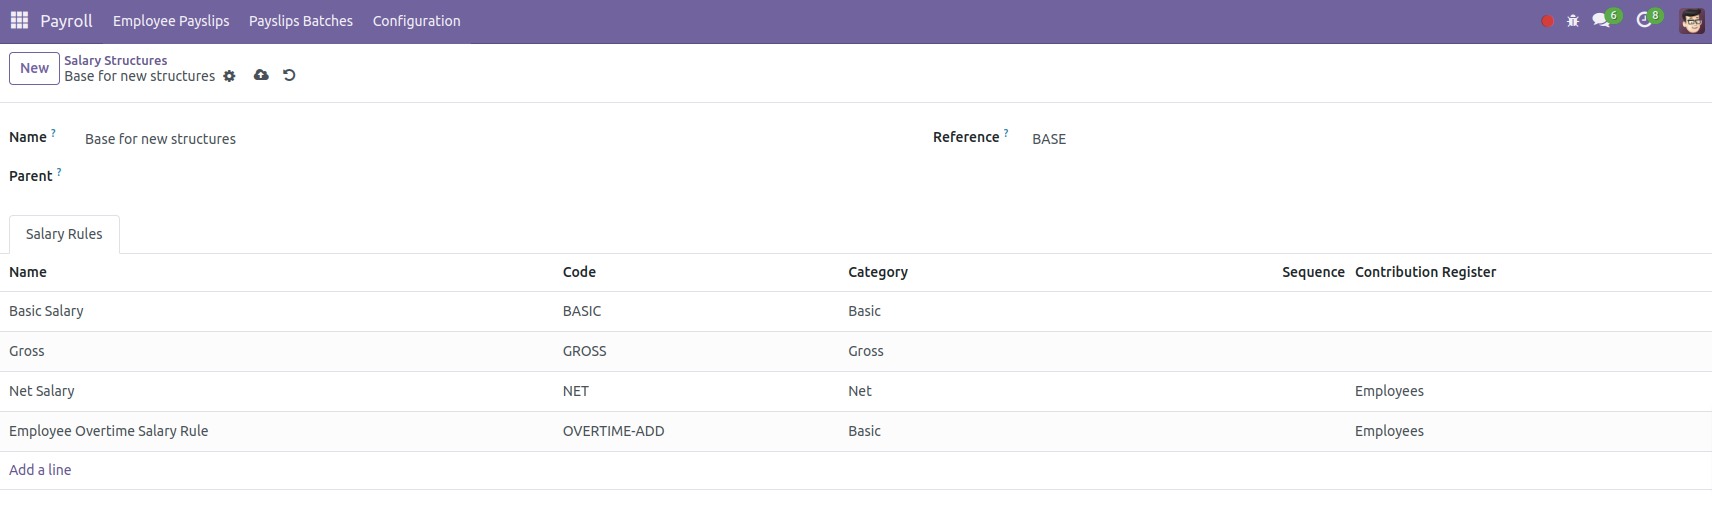 Payroll Employee Payslips Payslips Batches Configuration 6 8
New Salary Structures
Base for new structures
Name ? Base for new structures Reference ? BASE
Parent ?
Salary Rules
Name Code Category Sequence Contribution Register
Basic Salary BASIC Basic
Gross GROSS Gross
Net Salary NET Net Employees
Employee Overtime Salary Rule OVERTIME-ADD Basic Employees
Add a line